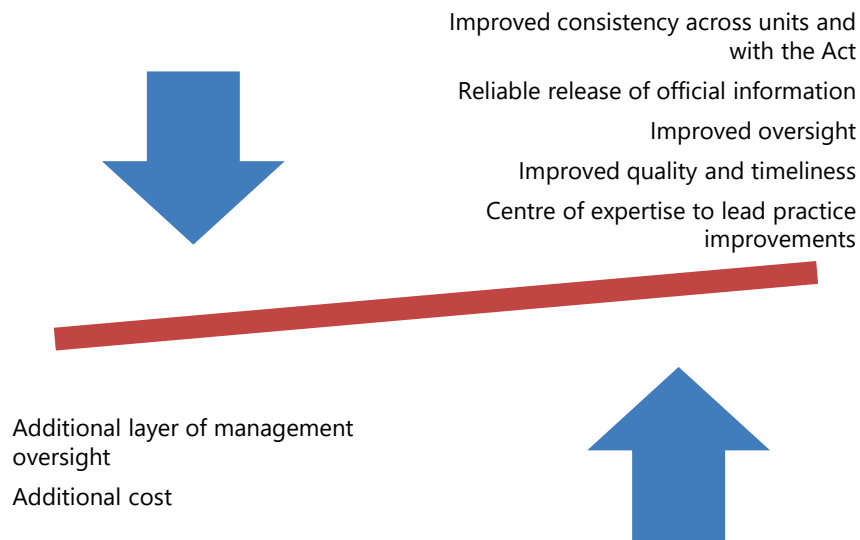 Improved consistency across units and
with the Act
Reliable release of official information
Improved oversight
Improved quality and timeliness
Centre of expertise to lead practice
improvements
Additional layer of management
oversight
Additional cost